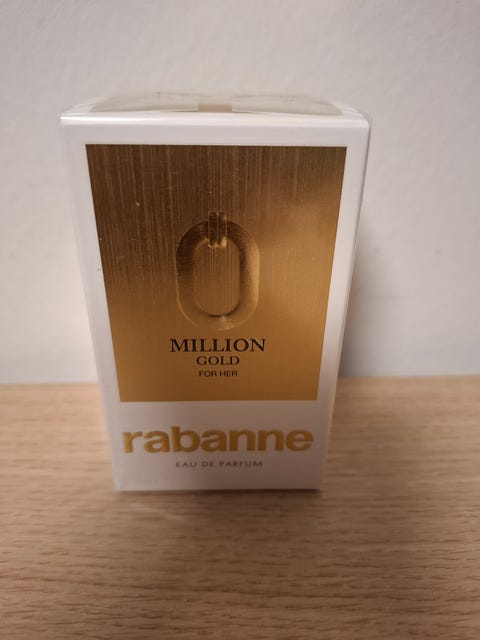 MILLION
GOLD
FOR HER
rabanne
EAU DE PARFUM